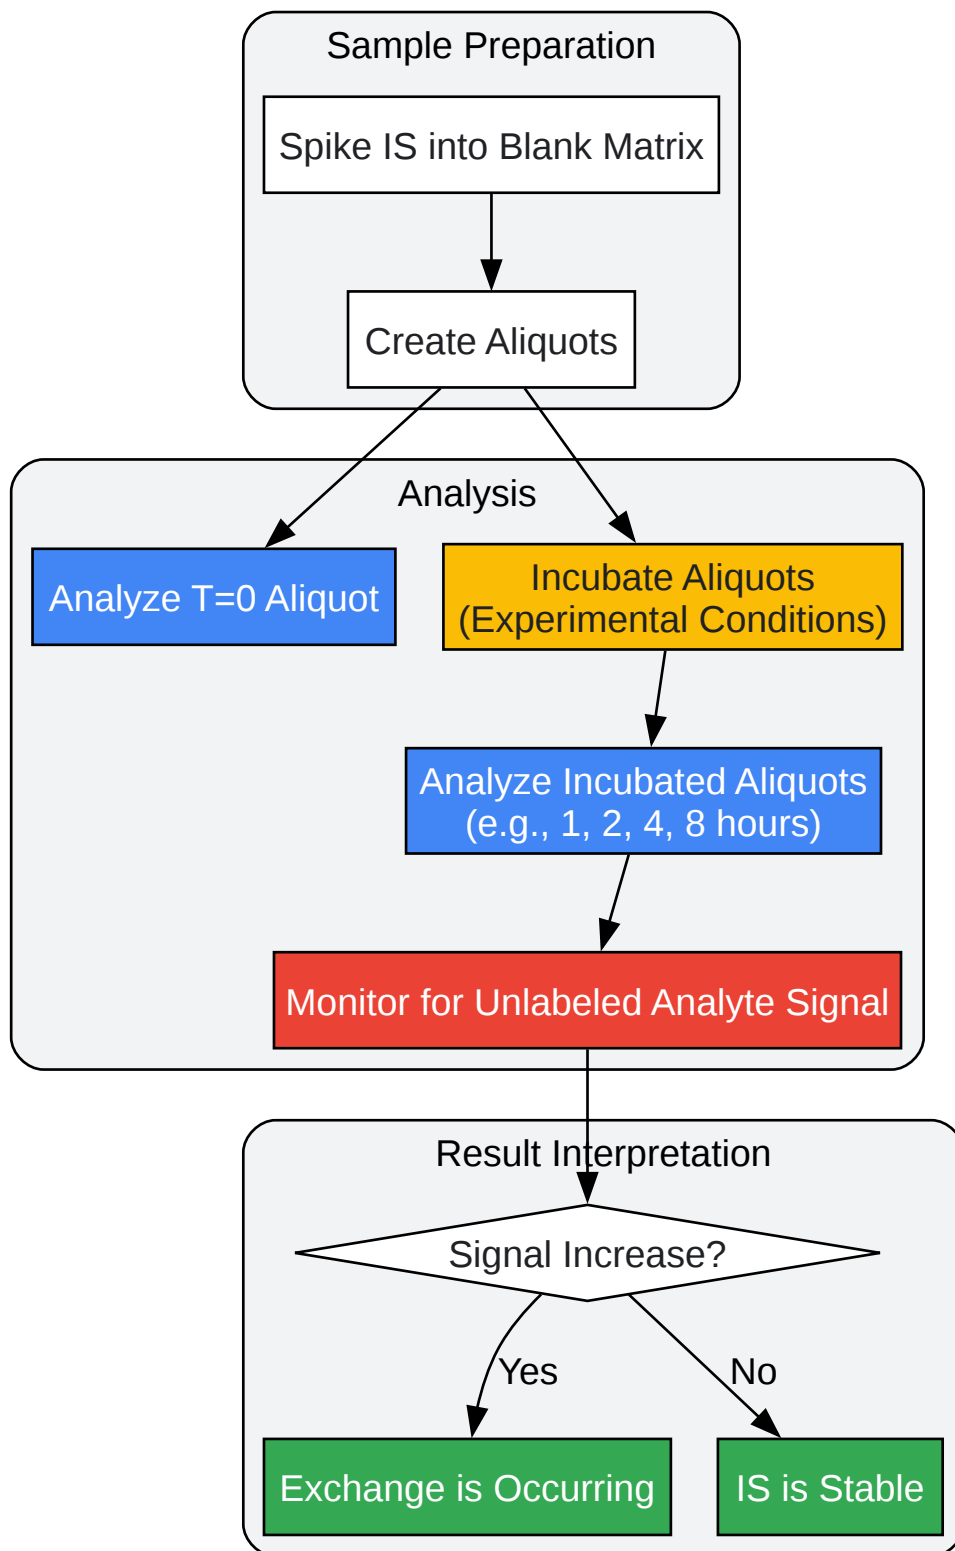 Sample Preparation
Spike IS into Blank Matrix
Create Aliquots
Analysis
Analyze T=0 Aliquot
Incubate Aliquots
(Experimental Conditions)
Analyze Incubated Aliquots
(e.g., 1, 2, 4, 8 hours)
Monitor for Unlabeled Analyte Signal
Result Interpretation
Signal Increase?
Yes
No
Exchange is Occurring
IS is Stable